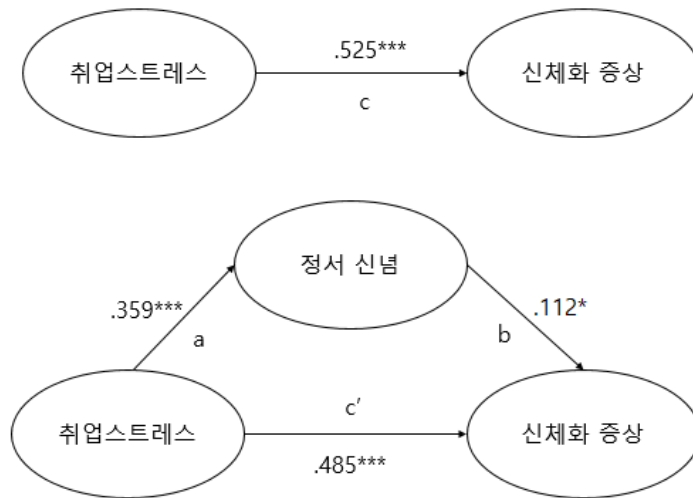 .525***
취업스트레스
신체화 증상
c
정서 신념
.359***
.112*
a
b
c′
취업스트레스
신체화 증상
.485***